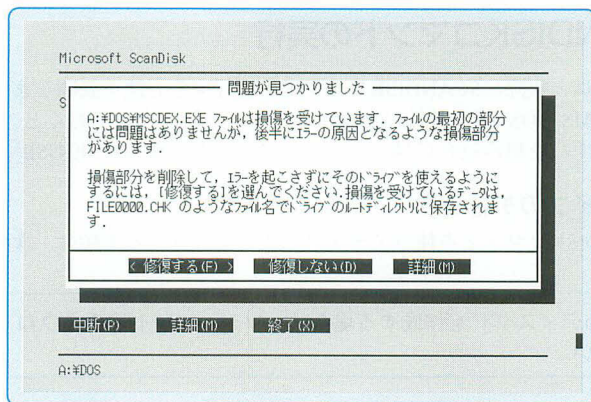 Microsoft ScanDisk
問題が見つかりました
S
A:¥DOS¥MSCDEX.EXE ﾌｧｲﾙは損傷を受けています．ﾌｧｲﾙの最初の部分
には問題はありませんが，後半にｴﾗｰの原因となるような損傷部分
があります．
損傷部分を削除して，ｴﾗｰを起こさずにそのﾄﾞﾗｲﾌﾞを使えるように
するには，[修復する]を選んでください．損傷を受けているﾃﾞｰﾀは，
FILE0000.CHK のようなﾌｧｲﾙ名でﾄﾞﾗｲﾌﾞのﾙｰﾄﾃﾞｨﾚｸﾄﾘに保存されま
す．
< 修復する(F) > 修復しない(D) 詳細(M)
中断(P) 詳細(M) 終了(X)
A:¥DOS